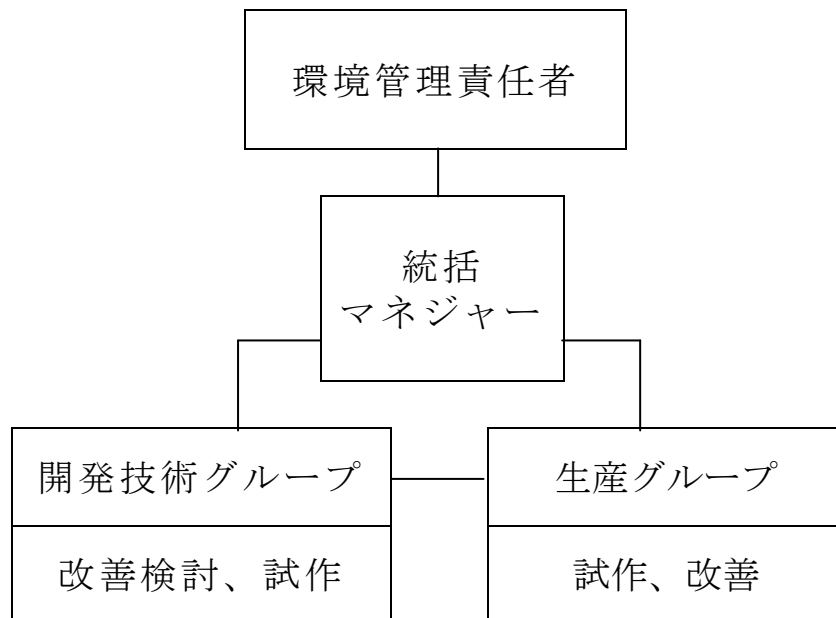 環境管理責任者
統括
マネジャー
開発技術グループ
生産グループ
改善検討、試作
試作、改善